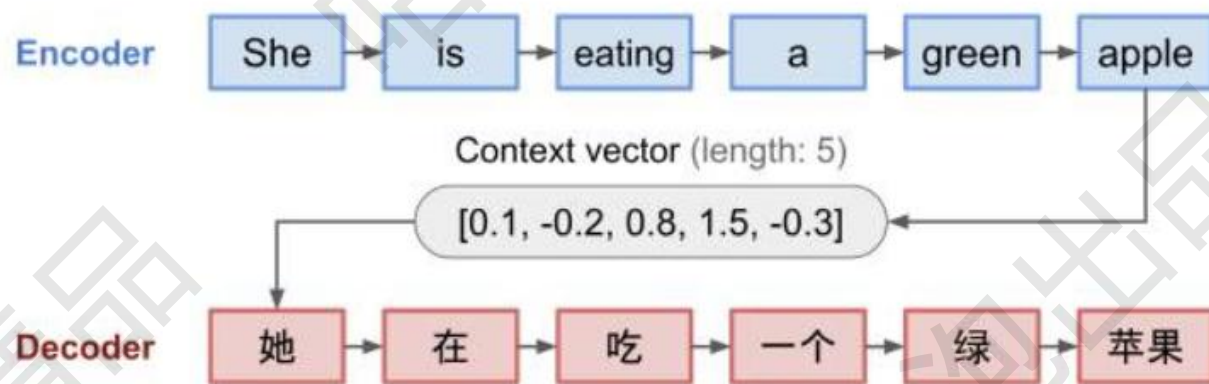 Encoder She is eating a green apple
Context vector (length: 5)
[0.1, -0.2, 0.8, 1.5, -0.3]
Decoder 她 在 吃 一个 绿 苹果